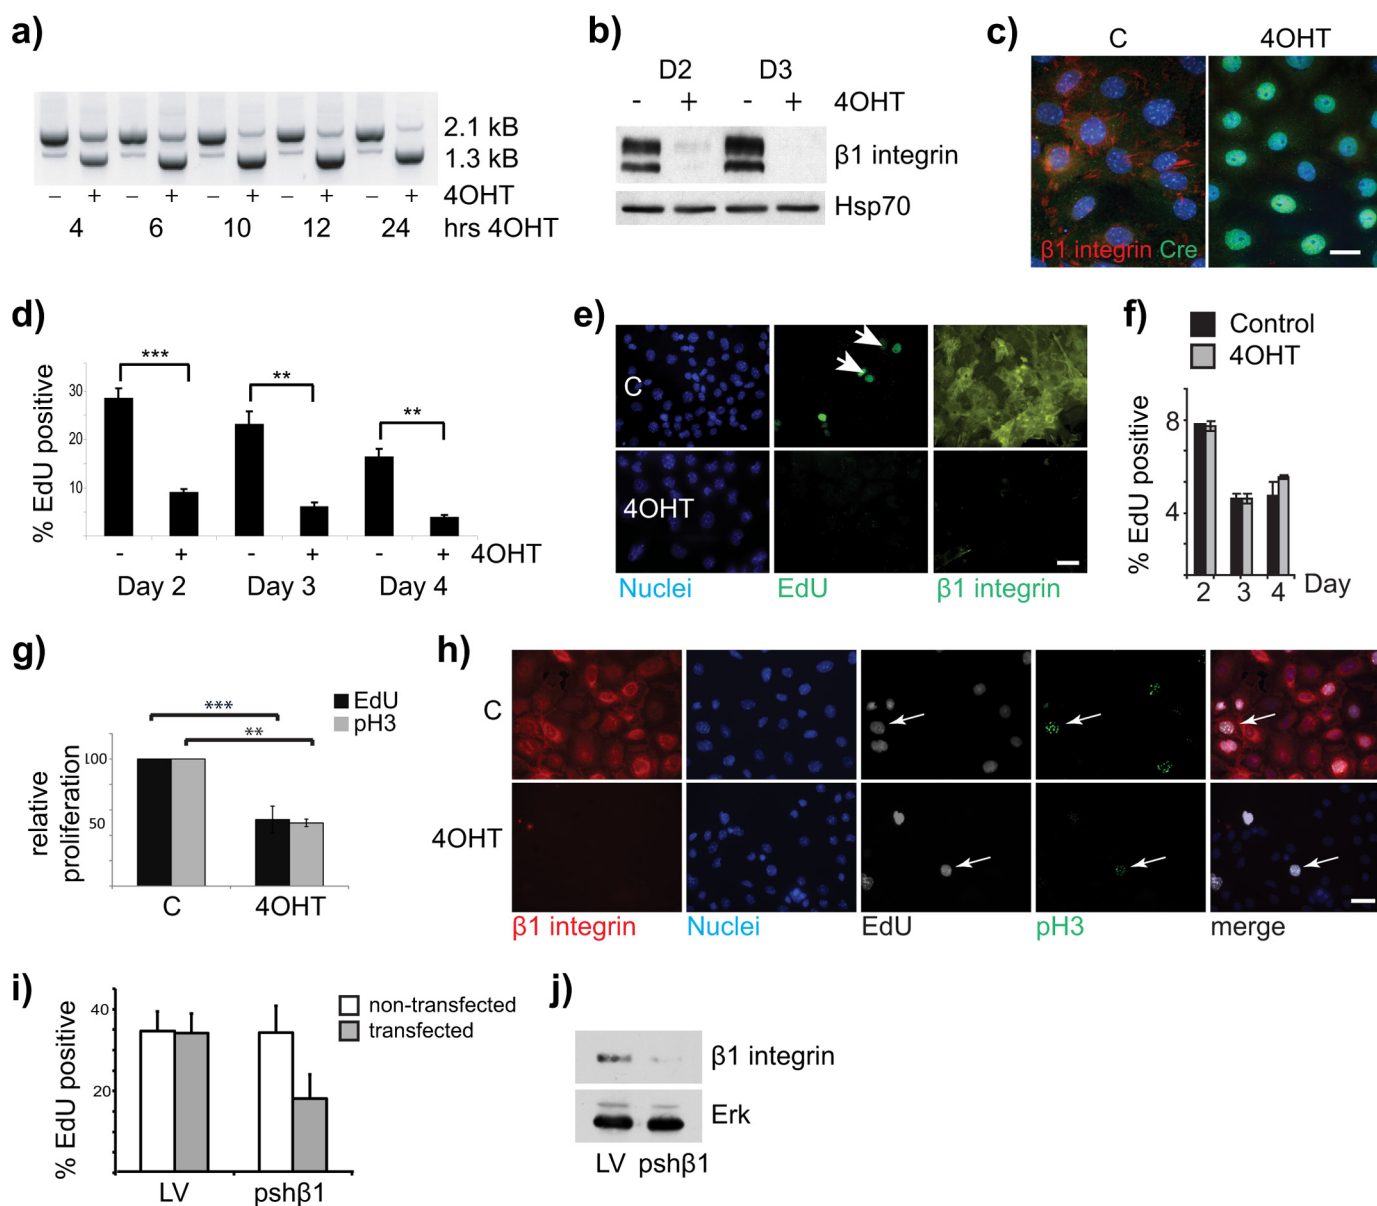 a)
2.1 kB
1.3 kB
– + – + – + – + – + 4OHT
4 6 10 12 24 hrs 4OHT
b)
D2 D3
- + - + 4OHT
β1 integrin
Hsp70
c)
C 4OHT
β1 integrin Cre
d)
% EdU positive
30
20
10
*** ** **
- + - + - + 4OHT
Day 2 Day 3 Day 4
e)
C
4OHT
Nuclei EdU β1 integrin
f)
Control
4OHT
% EdU positive
8
4
2 3 4 Day
g)
EdU
pH3
***
**
relative
proliferation
100
50
C 4OHT
h)
C
4OHT
β1 integrin Nuclei EdU pH3 merge
i)
non-transfected
transfected
% EdU positive
40
20
LV pshβ1
j)
β1 integrin
Erk
LV pshβ1